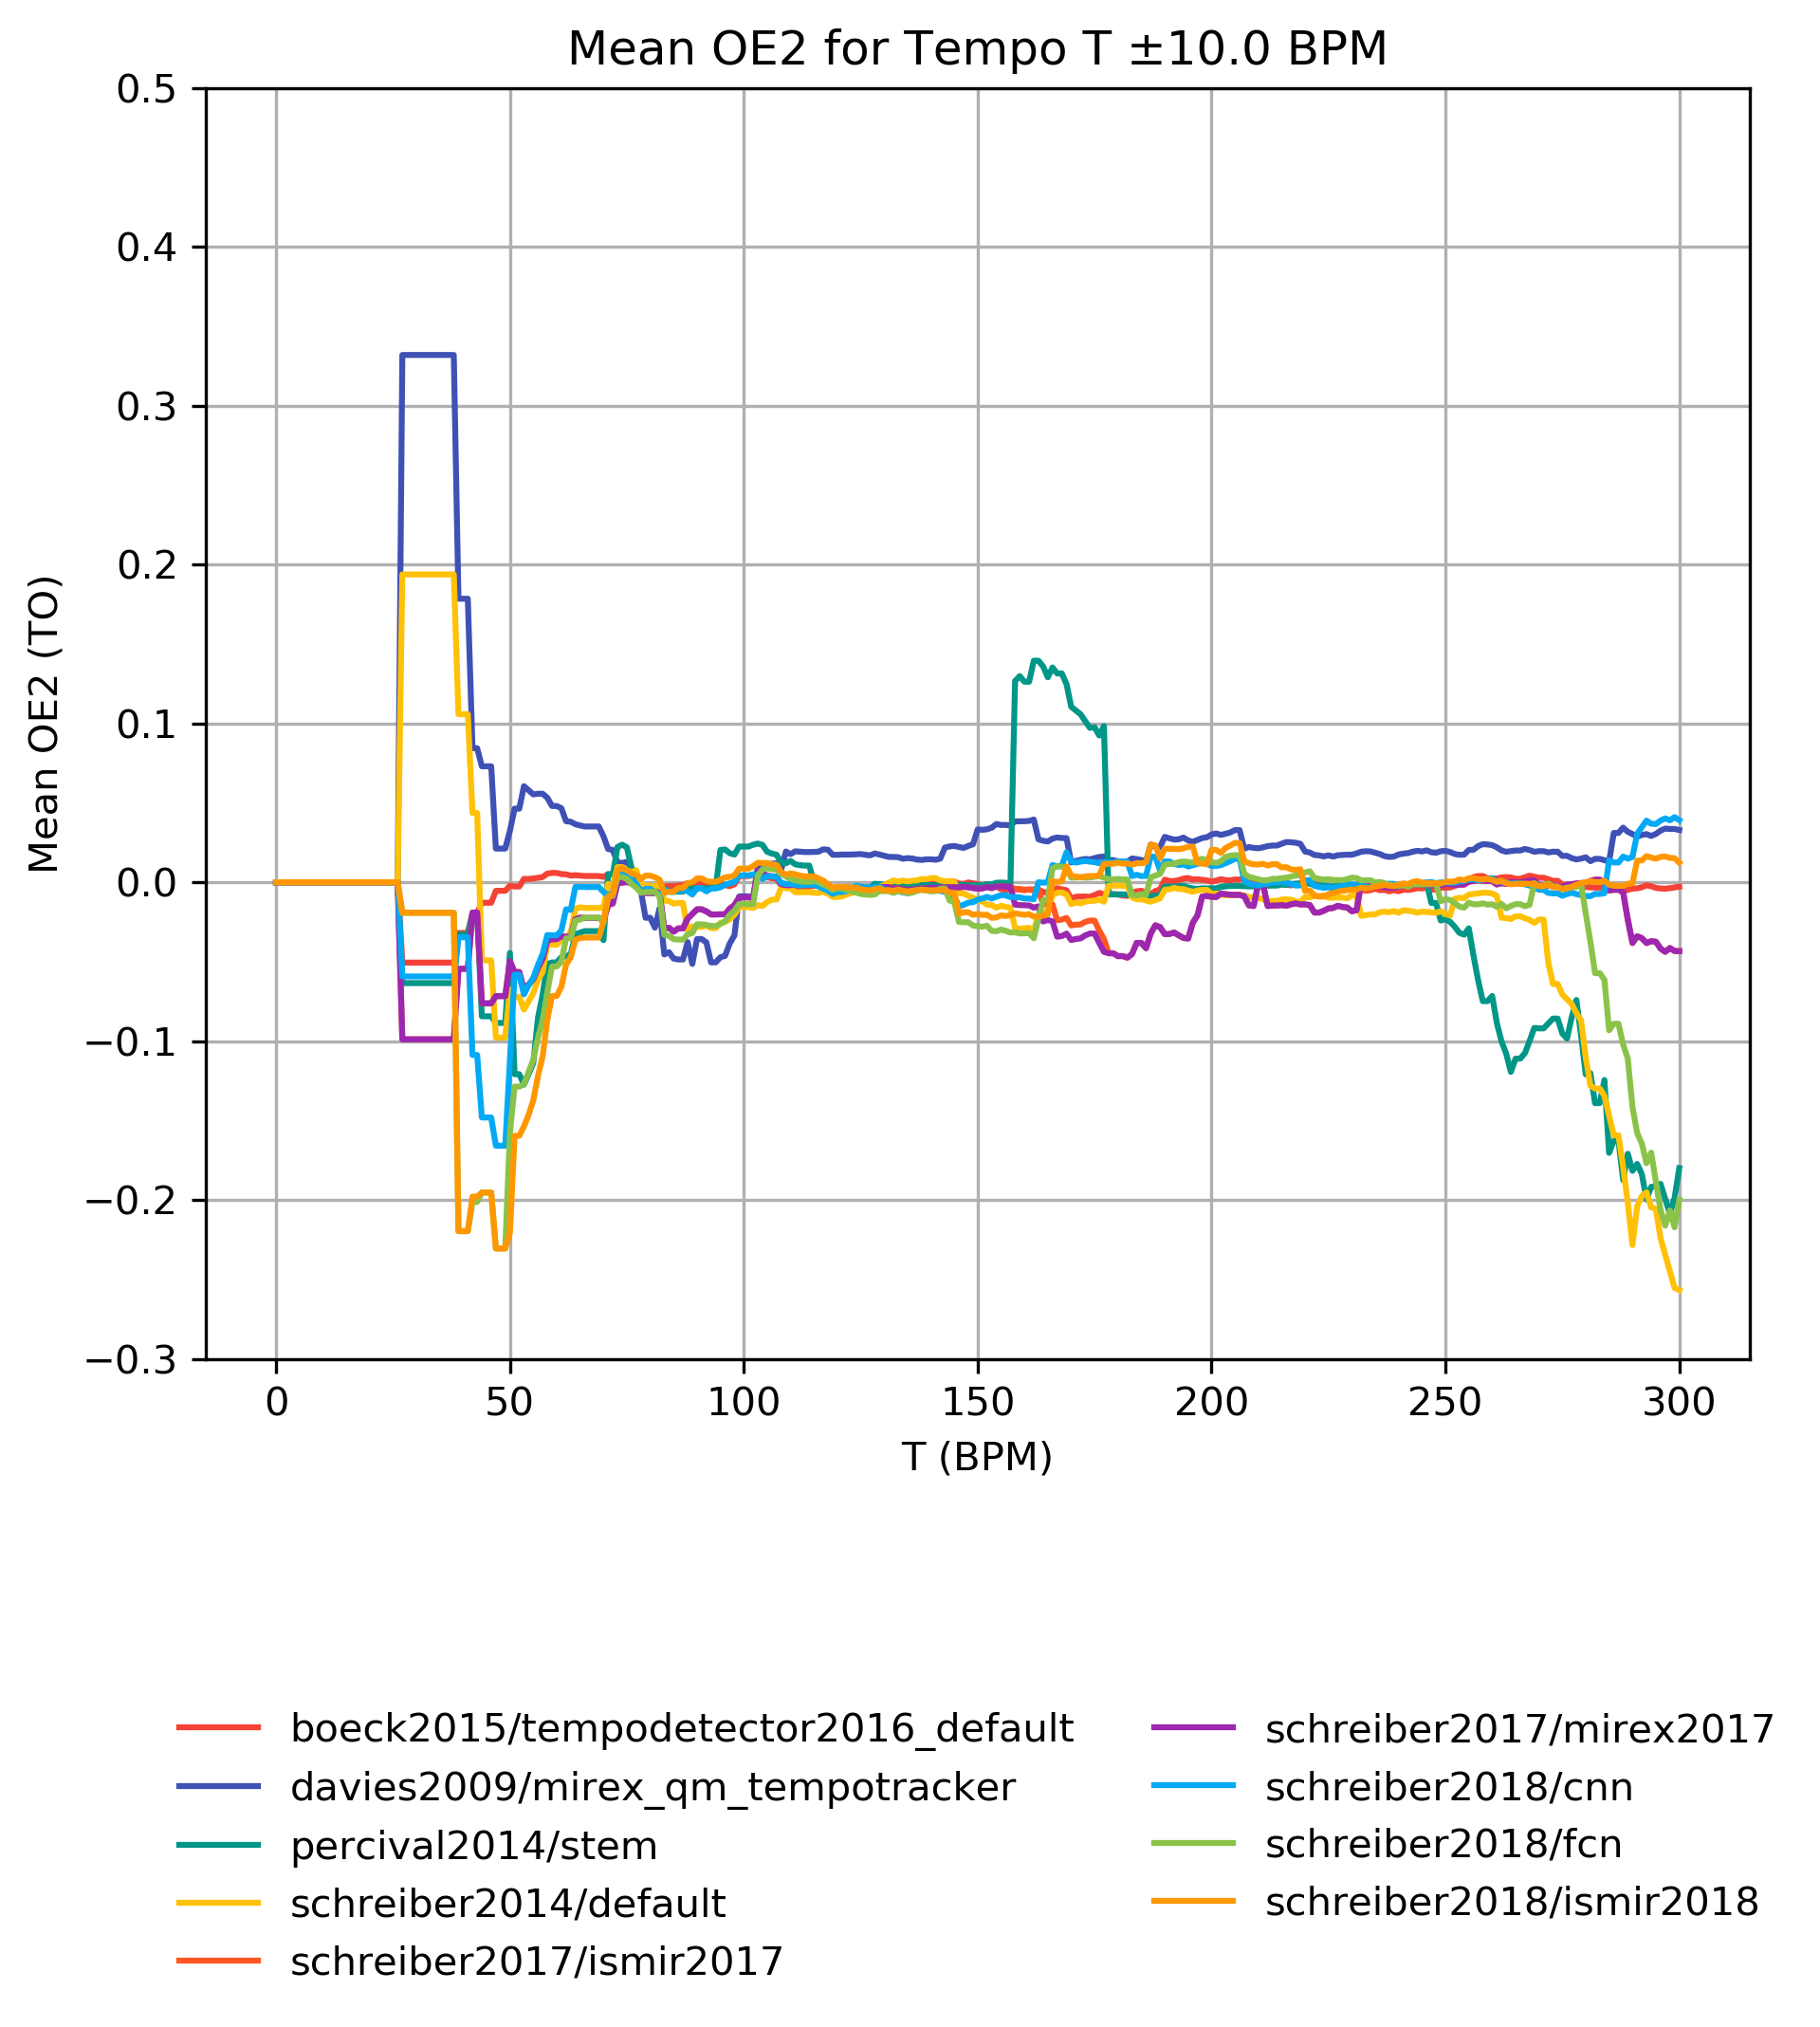 Mean OE2 for Tempo T ±10.0 BPM
0.5
0.4
0.3
0.2
0.1
0.0
−0.1
−0.2
−0.3
Mean OE2 (TO)
0 50 100 150 200 250 300
T (BPM)
boeck2015/tempodetector2016_default
davies2009/mirex_qm_tempotracker
percival2014/stem
schreiber2014/default
schreiber2017/ismir2017
schreiber2017/mirex2017
schreiber2018/cnn
schreiber2018/fcn
schreiber2018/ismir2018